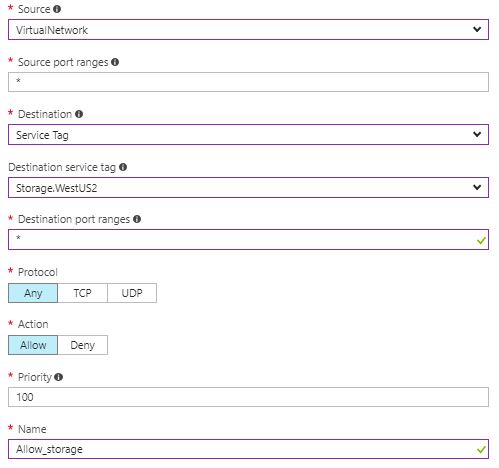 * Source
VirtualNetwork
* Source port ranges
*
* Destination
Service Tag
Destination service tag
Storage.WestUS2
* Destination port ranges
*
* Protocol
Any TCP UDP
* Action
Allow Deny
* Priority
100
* Name
Allow_storage